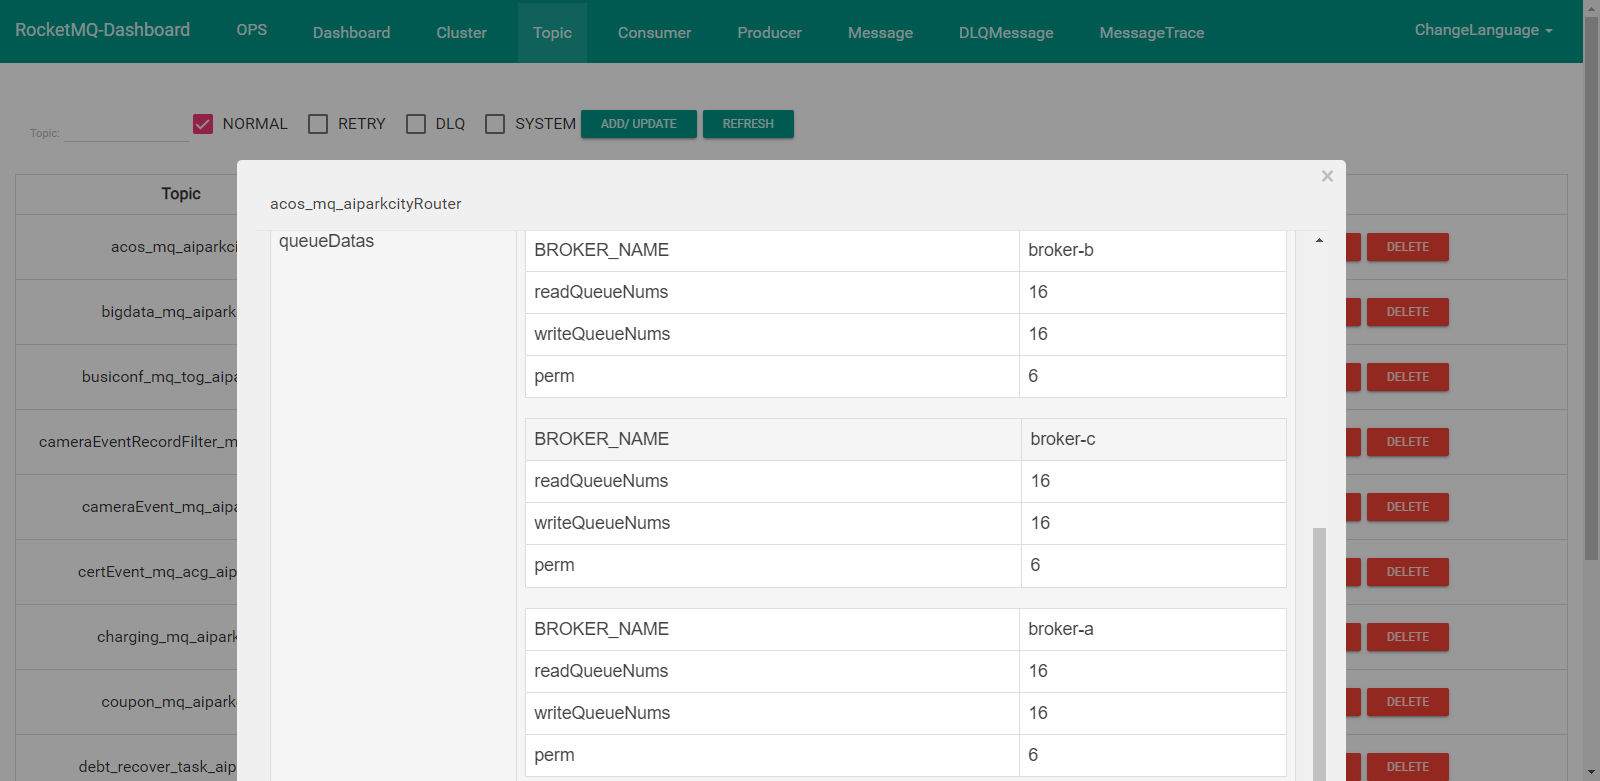 RocketMQ-Dashboard OPS Dashboard Cluster Topic Consumer Producer Message DLQMessage MessageTrace ChangeLanguage
Topic: NORMAL RETRY DLQ SYSTEM ADD/ UPDATE REFRESH
×
Topic
acos_mq_aiparkcityRouter
queueDatas
BROKER_NAME broker-b
acos_mq_aiparkci DELETE
readQueueNums 16
bigdata_mq_aipark DELETE
writeQueueNums 16
busiconf_mq_tog_aipa DELETE
perm 6
cameraEventRecordFilter_m DELETE
BROKER_NAME broker-c
readQueueNums 16
cameraEvent_mq_aipa DELETE
writeQueueNums 16
certEvent_mq_acg_aip DELETE
perm 6
charging_mq_aipark DELETE
BROKER_NAME broker-a
readQueueNums 16
coupon_mq_aipark DELETE
writeQueueNums 16
perm 6
debt_recover_task_aip DELETE